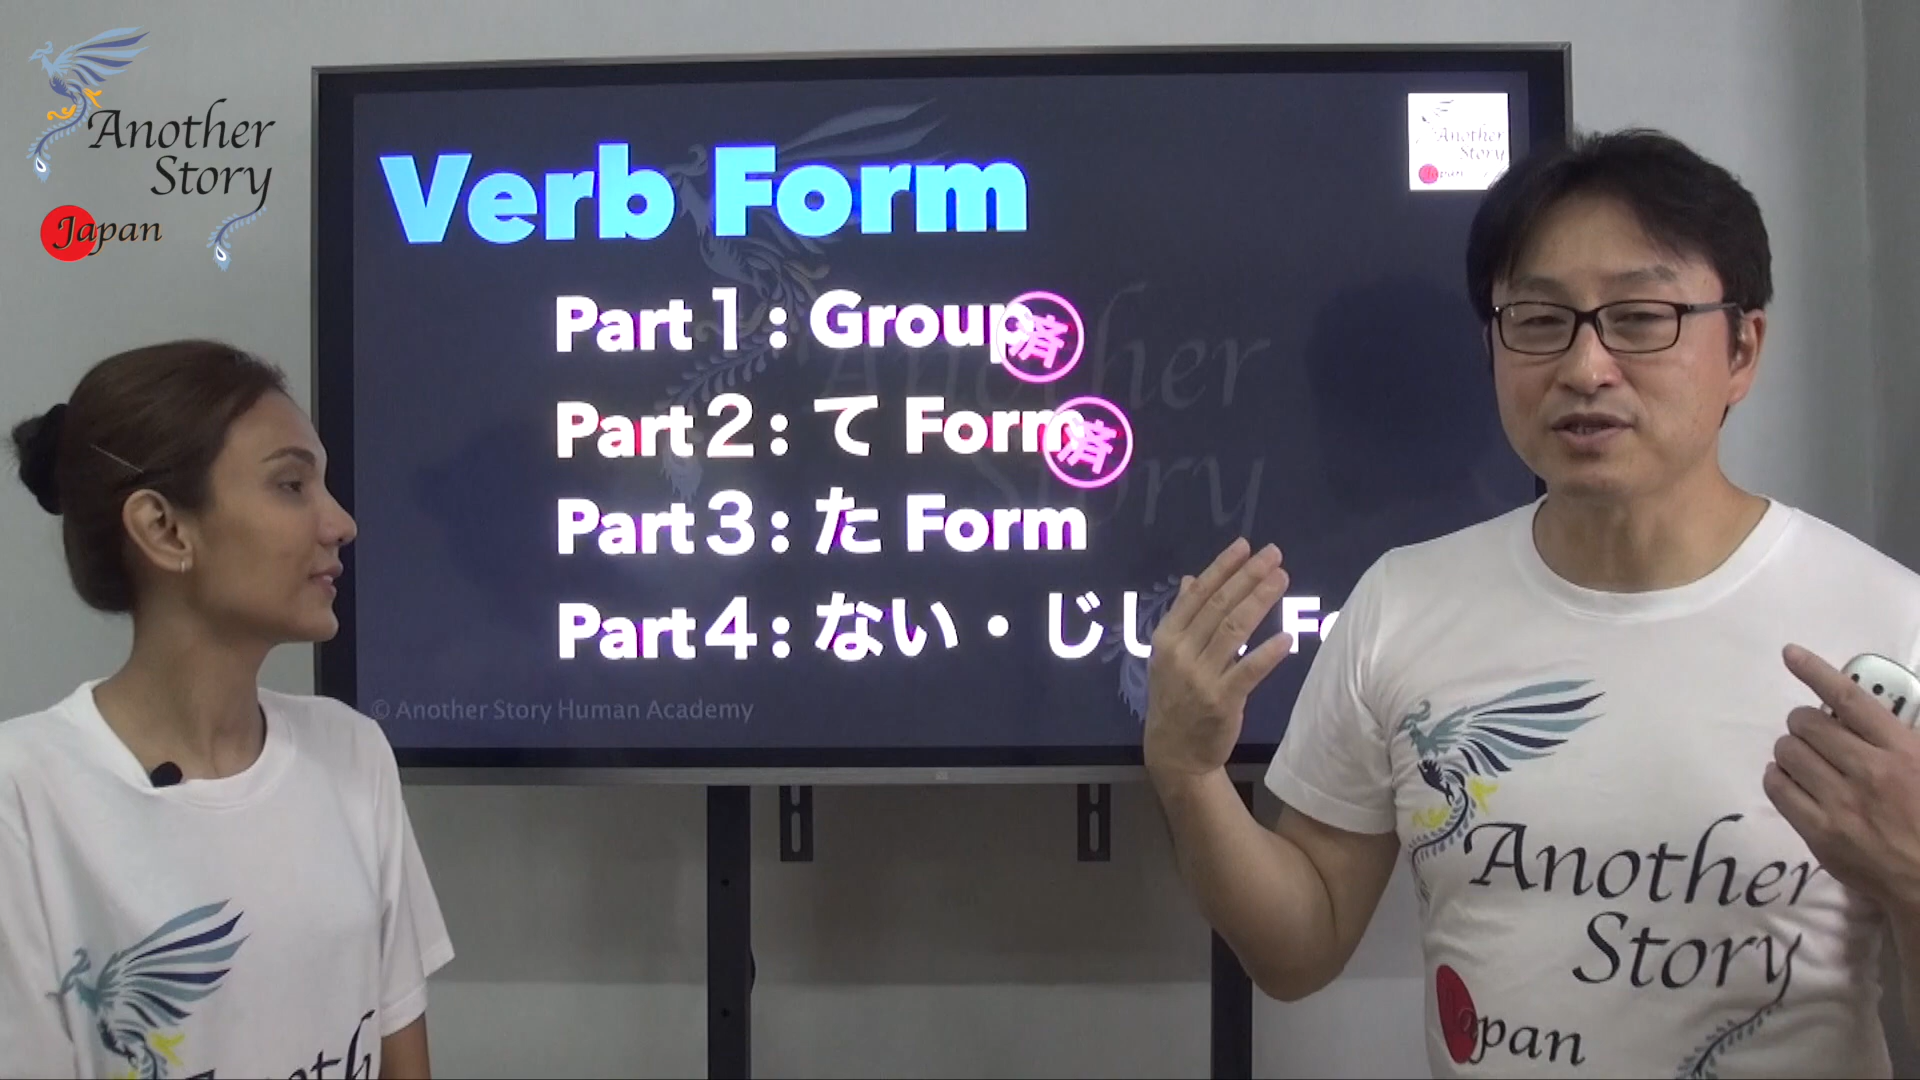 Another
Story
Japan
Verb Form
Part 1 : Group 済
Part 2 : て Form 済
Part 3 : た Form
Part 4 : ない・じし
© Another Story Human Academy
Another
Story
Japan
Another
Story
Japan